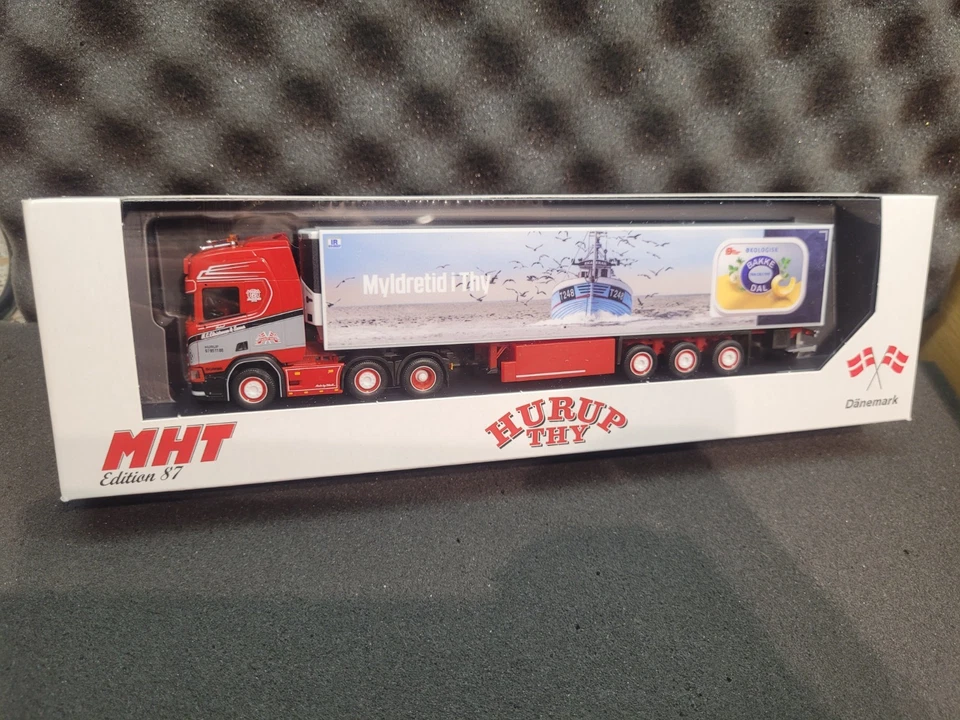 Myldretid i Thy
T248
T248
ØKOLOGISK
BAKKE
DAL
MHT
Edition 87
HURUP
THY
Dänemark